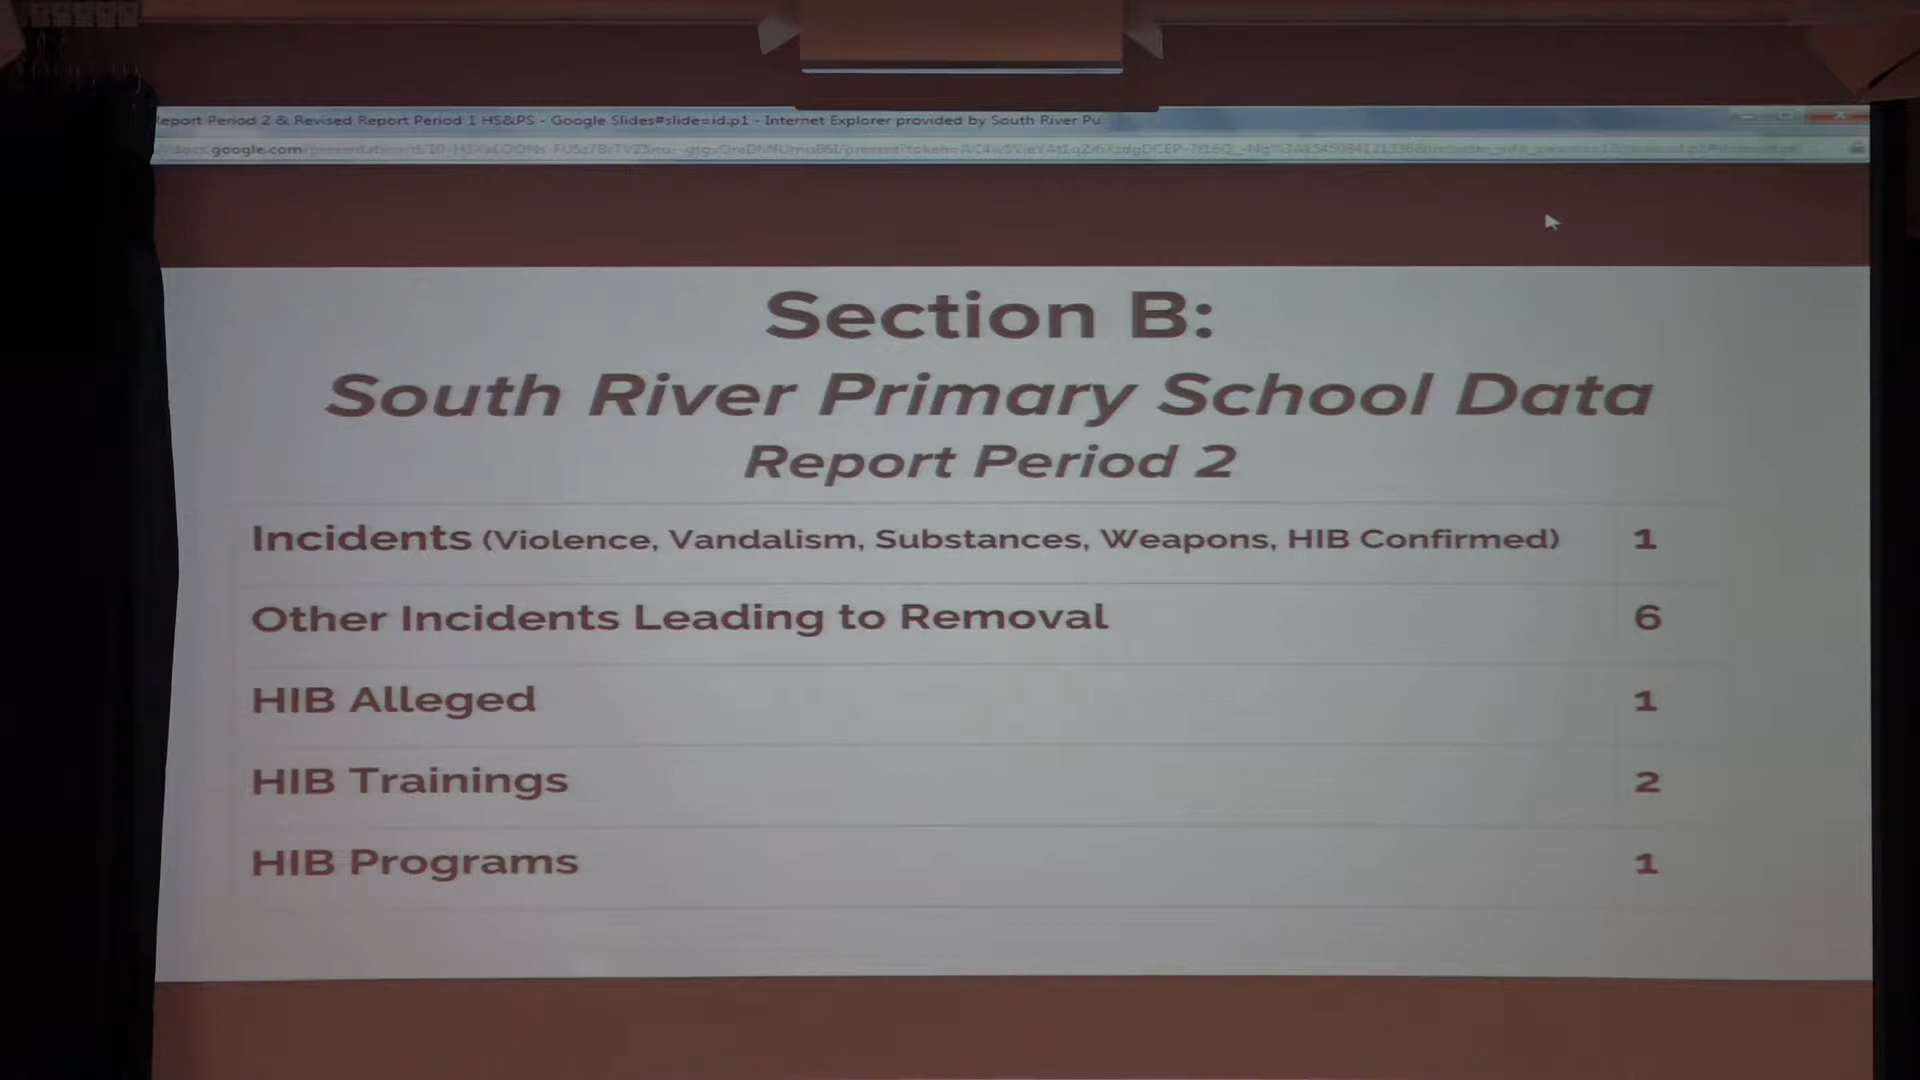 eport Period 2 & Revised Report Period 1 HS&PS - Google Slides#slide=id.p1 - Internet Explorer provided by South River Pu
docs.google.com
Section B:
South River Primary School Data
Report Period 2
Incidents (Violence, Vandalism, Substances, Weapons, HIB Confirmed) 1
Other Incidents Leading to Removal 6
HIB Alleged 1
HIB Trainings 2
HIB Programs 1